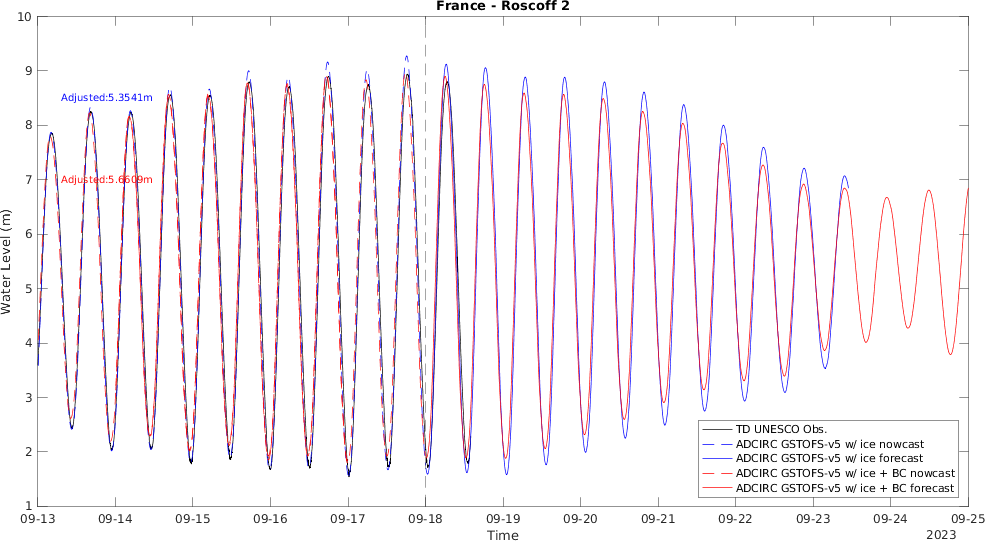 France - Roscoff 2
10
9
8
7
6
5
4
3
2
1
Water Level (m)
Adjusted:5.3541m
Adjusted:5.6609m
TD UNESCO Obs.
ADCIRC GSTOFS-v5 w/ ice nowcast
ADCIRC GSTOFS-v5 w/ ice forecast
ADCIRC GSTOFS-v5 w/ ice + BC nowcast
ADCIRC GSTOFS-v5 w/ ice + BC forecast
09-13 09-14 09-15 09-16 09-17 09-18 09-19 09-20 09-21 09-22 09-23 09-24 09-25
Time
2023